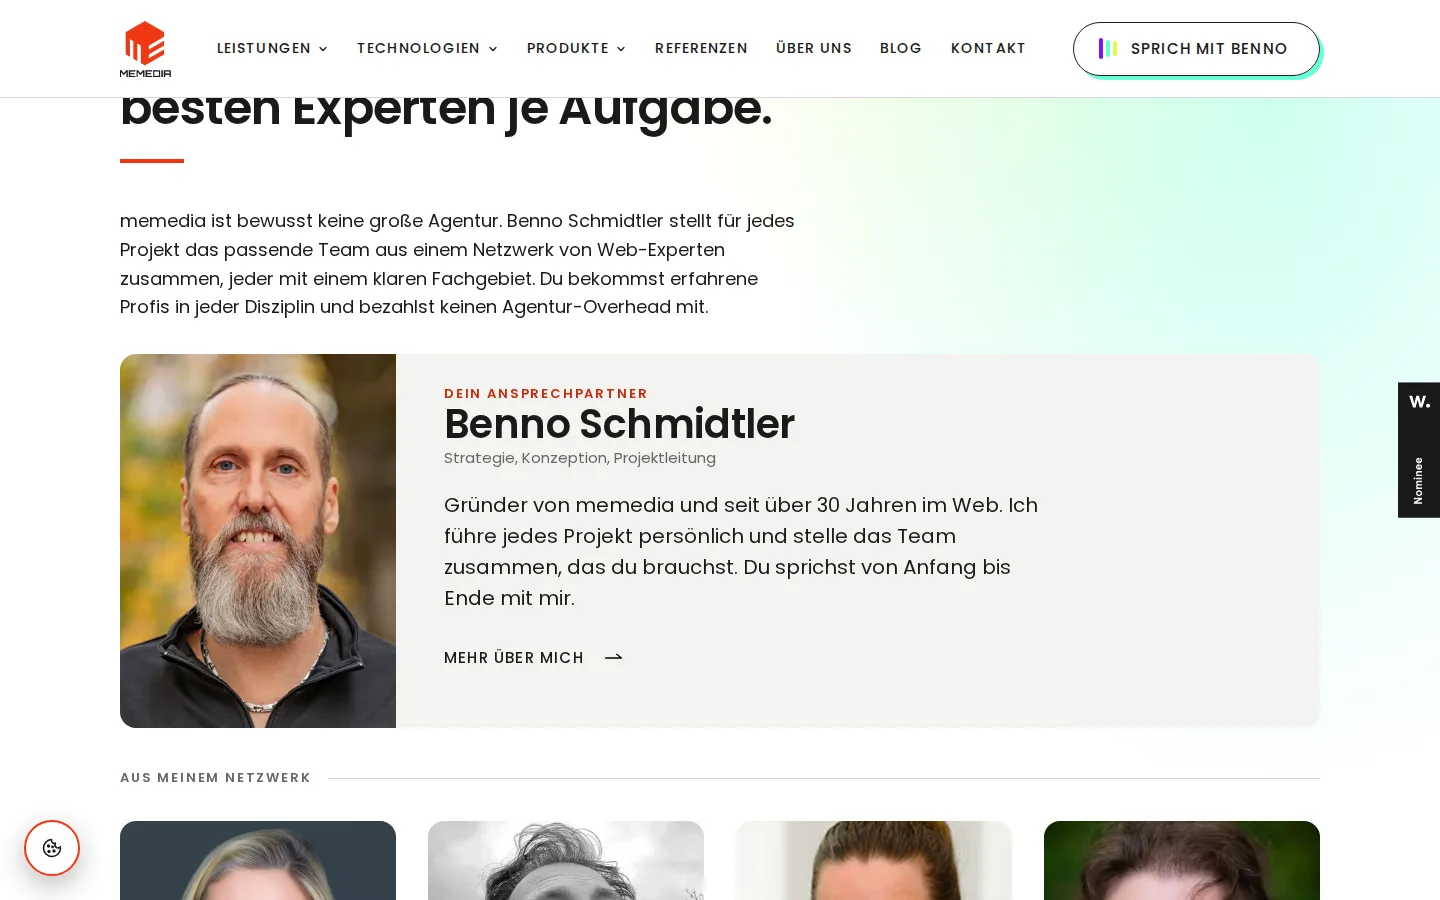 MEMEDIA
LEISTUNGEN
TECHNOLOGIEN
PRODUKTE
REFERENZEN
ÜBER UNS
BLOG
KONTAKT
SPRICH MIT BENNO
besten Experten je Aufgabe.
memedia ist bewusst keine große Agentur. Benno Schmidtler stellt für jedes
Projekt das passende Team aus einem Netzwerk von Web-Experten
zusammen, jeder mit einem klaren Fachgebiet. Du bekommst erfahrene
Profis in jeder Disziplin und bezahlst keinen Agentur-Overhead mit.
DEIN ANSPRECHPARTNER
Benno Schmidtler
Strategie, Konzeption, Projektleitung
Gründer von memedia und seit über 30 Jahren im Web. Ich
führe jedes Projekt persönlich und stelle das Team
zusammen, das du brauchst. Du sprichst von Anfang bis
Ende mit mir.
MEHR ÜBER MICH
W.
Nominee
AUS MEINEM NETZWERK